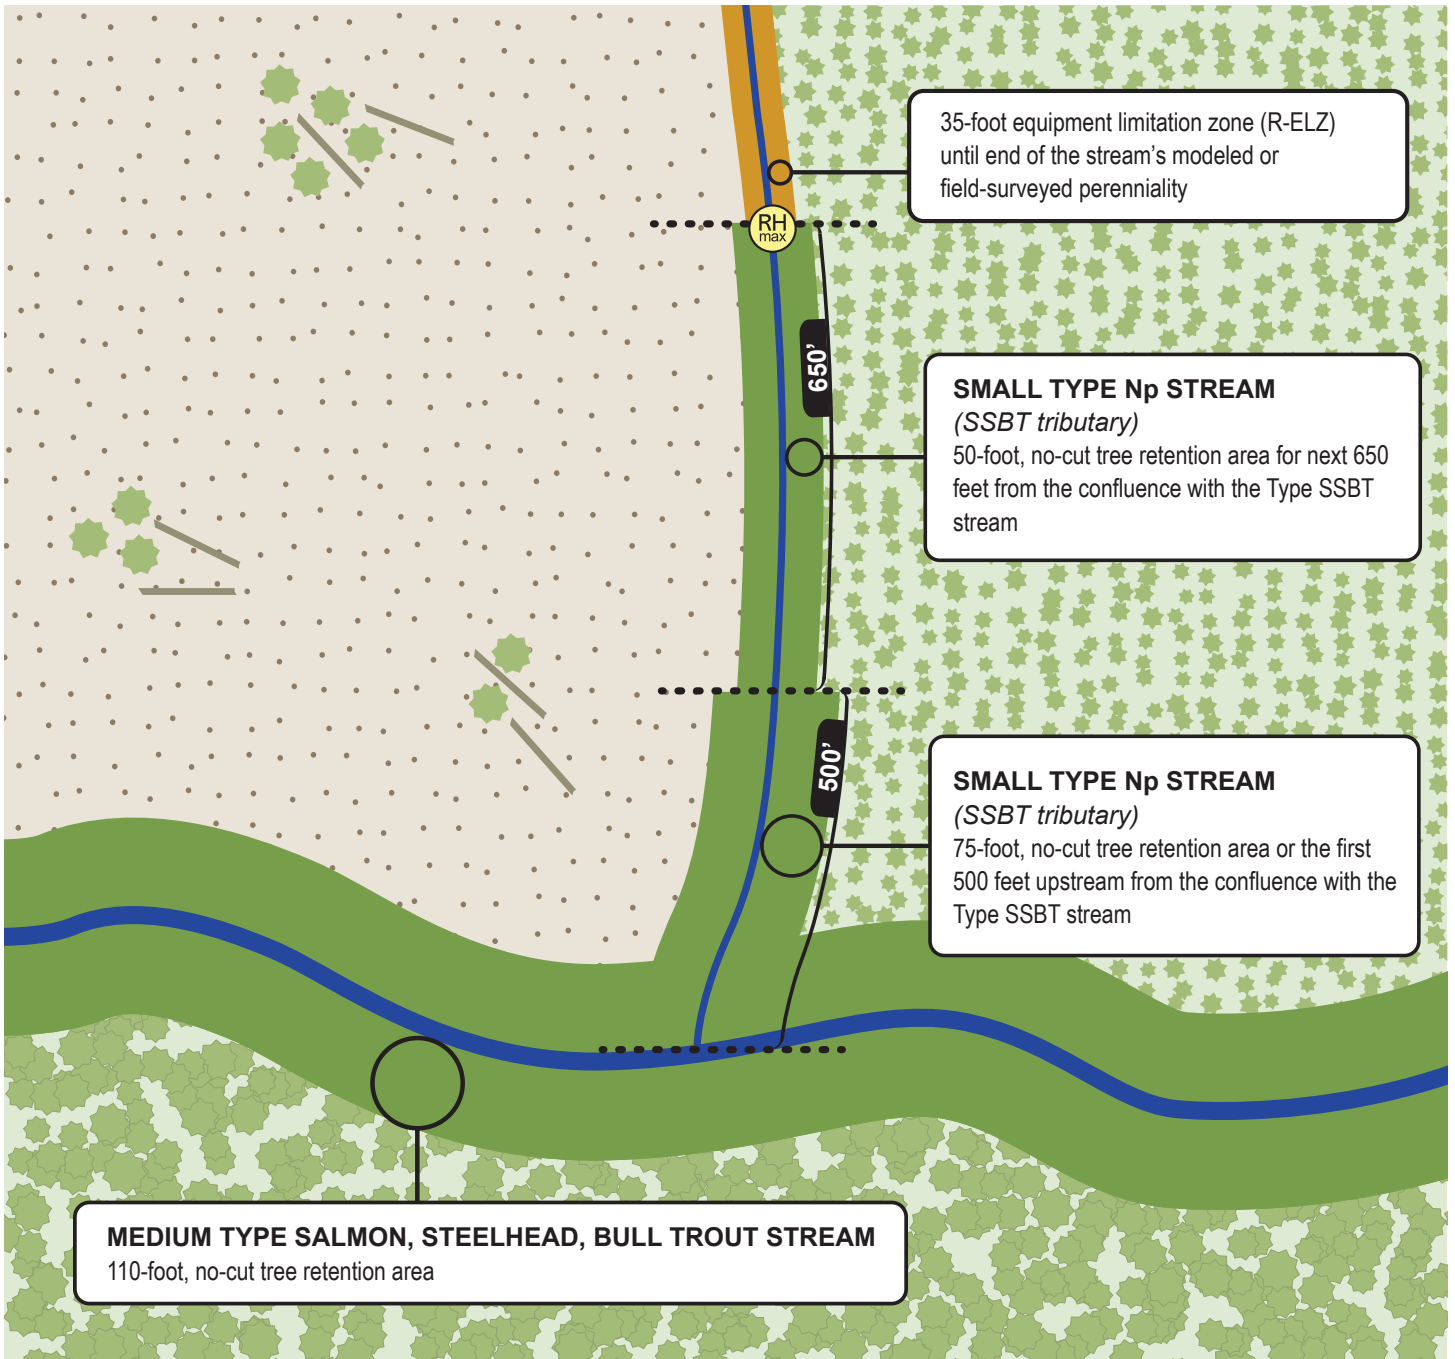 35-foot equipment limitation zone (R-ELZ)
until end of the stream's modeled or
field-surveyed perenniality
RH
max
650'
SMALL TYPE Np STREAM
(SSBT tributary)
50-foot, no-cut tree retention area for next 650
feet from the confluence with the Type SSBT
stream
500'
SMALL TYPE Np STREAM
(SSBT tributary)
75-foot, no-cut tree retention area or the first
500 feet upstream from the confluence with the
Type SSBT stream
MEDIUM TYPE SALMON, STEELHEAD, BULL TROUT STREAM
110-foot, no-cut tree retention area